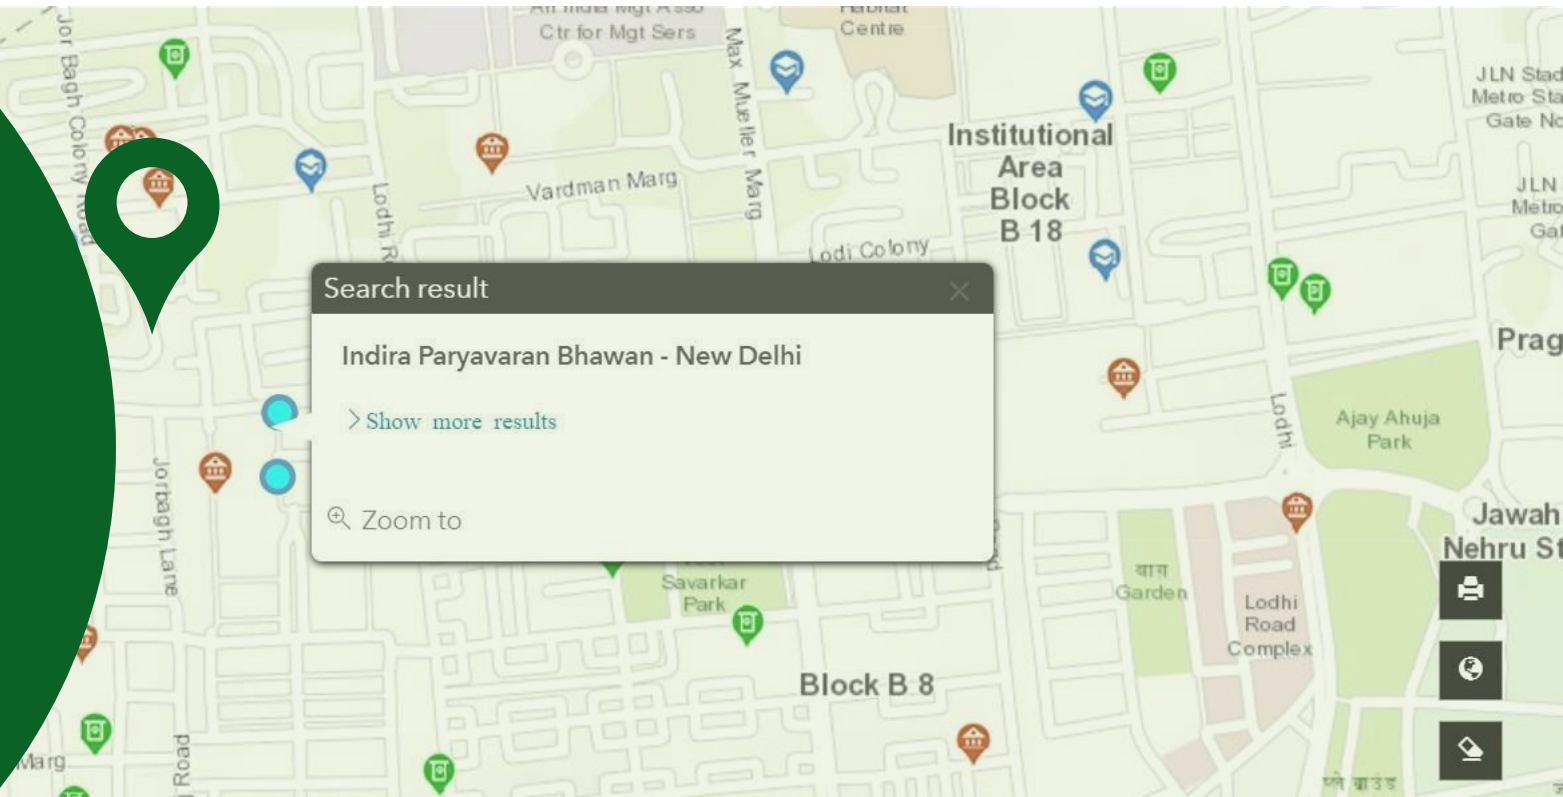 Ctr for Mgt Sers
Centre
Jor Bagh Colony Road
Max Mueller Marg
JLN Stad
Metro Sta
Gate No
Institutional
Area
Block
B 18
Vardman Marg
Lodhi R
JLN
Metro
Gat
Lodi Colony
Search result
Indira Paryavaran Bhawan - New Delhi
Show more results
Zoom to
Prag
Lodhi
Ajay Ahuja
Park
Jorbagh Lane
Jawah
Nehru St
Savarkar
Park
बाग़
Garden
Lodhi
Road
Complex
Block B 8
Marg
Road